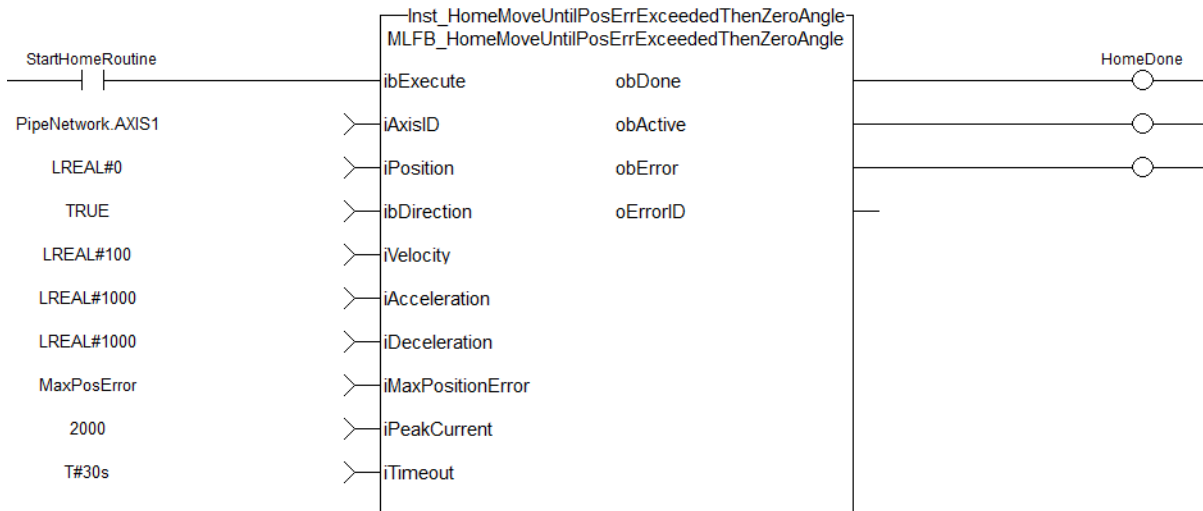 Inst_HomeMoveUntilPosErrExceededThenZeroAngle
MLFB_HomeMoveUntilPosErrExceededThenZeroAngle
StartHomeRoutine ibExecute obDone HomeDone
PipeNetwork.AXIS1 iAxisID obActive
LREAL#0 iPosition obError
TRUE ibDirection oErrorID
LREAL#100 iVelocity
LREAL#1000 iAcceleration
LREAL#1000 iDeceleration
MaxPosError iMaxPositionError
2000 iPeakCurrent
T#30s iTimeout